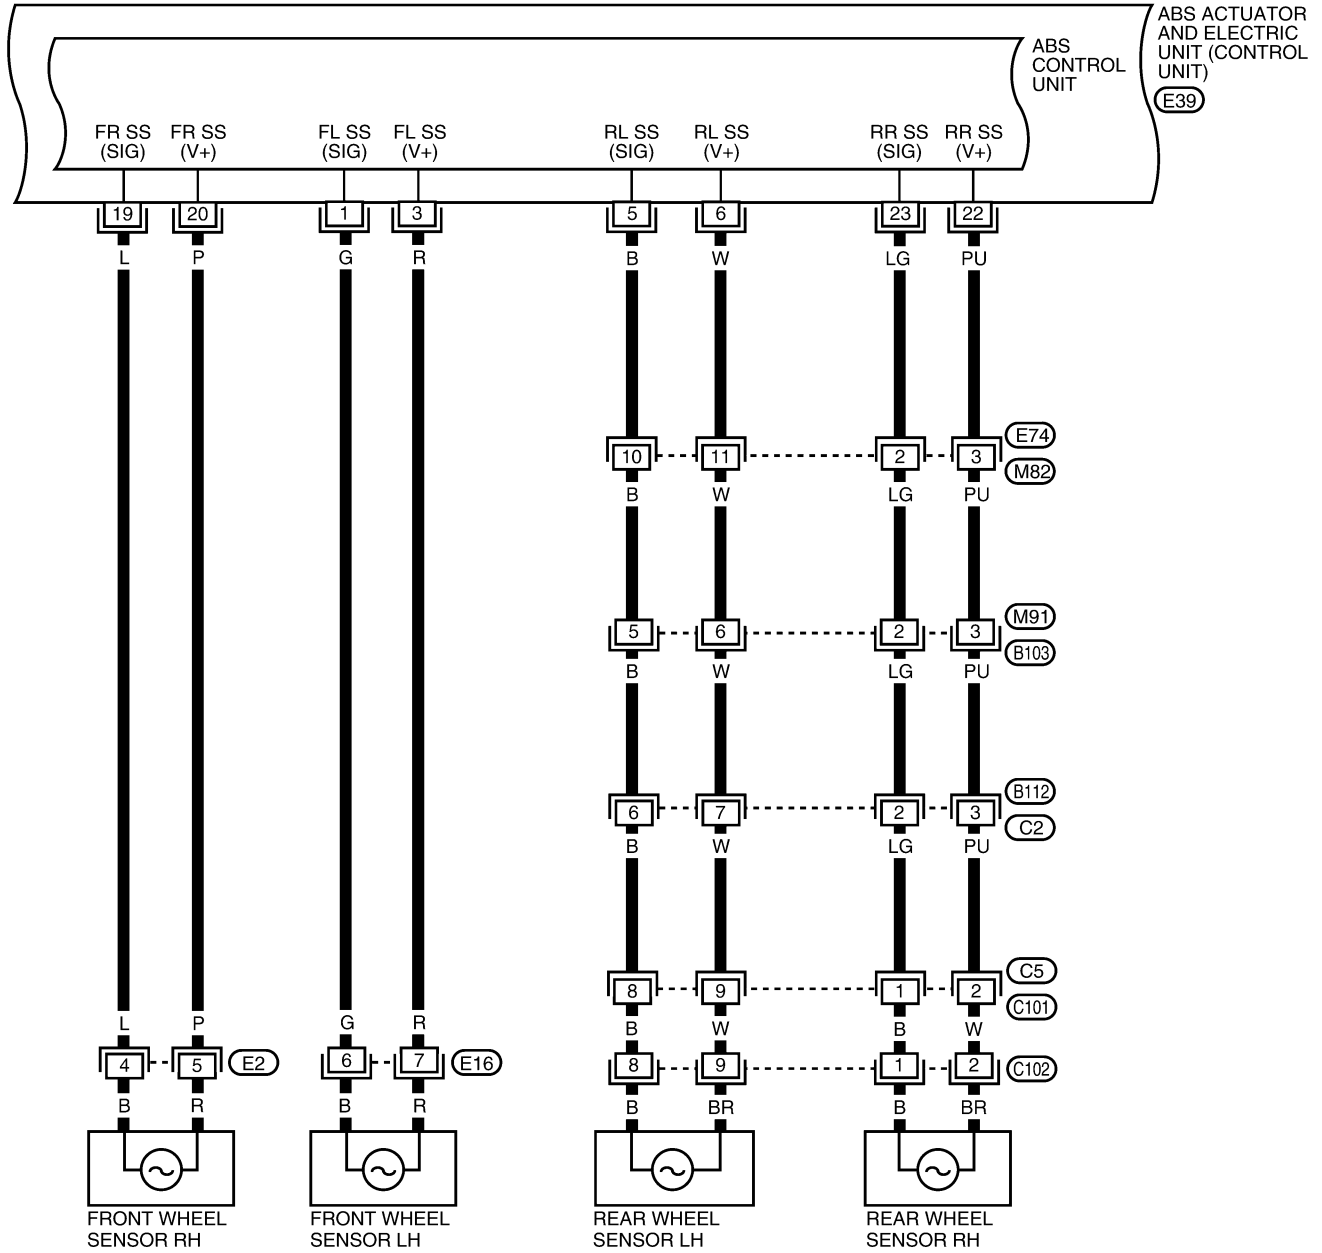 ABS ACTUATOR
AND ELECTRIC
UNIT (CONTROL
UNIT)
E39
ABS
CONTROL
UNIT
FR SS FR SS FL SS FL SS RL SS RL SS RR SS RR SS
(SIG) (V+) (SIG) (V+) (SIG) (V+) (SIG) (V+)
19 20 1 3 5 6 23 22
L P G R B W LG PU
E74
10 11 2 3
M82
B W LG PU
M91
5 6 2 3
B103
B W LG PU
B112
6 7 2 3
C2
B W LG PU
C5
8 9 1 2
C101
L P G R B W B W
4 5 E2 6 7 E16 8 9 1 2 C102
B R B R B BR B BR
FRONT WHEEL
SENSOR RH
FRONT WHEEL
SENSOR LH
REAR WHEEL
SENSOR LH
REAR WHEEL
SENSOR RH